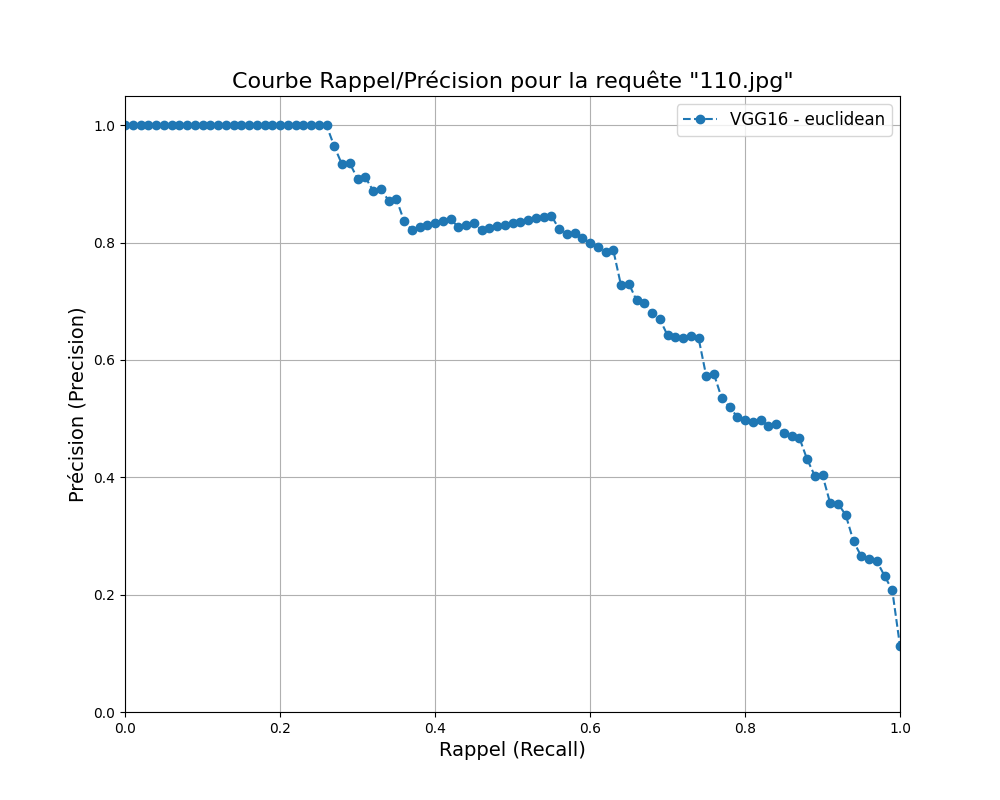 Courbe Rappel/Précision pour la requête "110.jpg"
VGG16 - euclidean
1.0
0.8
0.6
0.4
0.2
0.0
Précision (Precision)
0.0 0.2 0.4 0.6 0.8 1.0
Rappel (Recall)